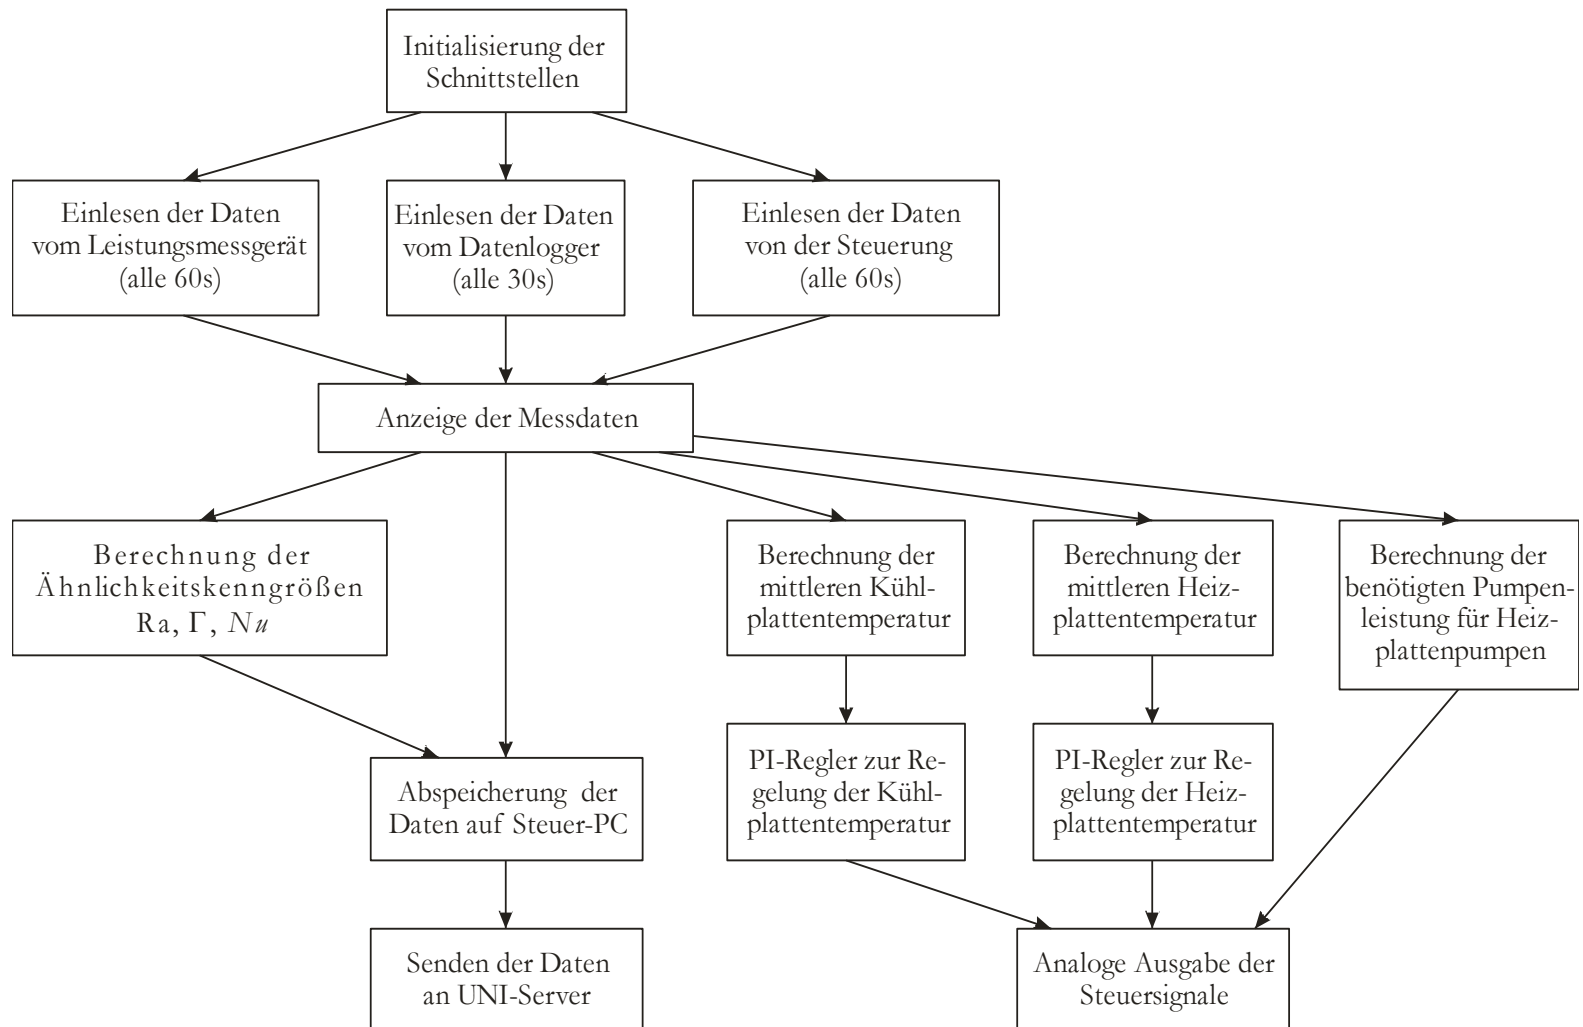 Initialisierung der
Schnittstellen
Einlesen der Daten
vom Leistungsmessgerät
(alle 60s)
Einlesen der Daten
vom Datenlogger
(alle 30s)
Einlesen der Daten
von der Steuerung
(alle 60s)
Anzeige der Messdaten
Berechnung der
Ähnlichkeitskenngrößen
Ra, Γ, Nu
Berechnung der
mittleren Kühl-
plattentemperatur
Berechnung der
mittleren Heiz-
plattentemperatur
Berechnung der
benötigten Pumpen-
leistung für Heiz-
plattenpumpen
Abspeicherung der
Daten auf Steuer-PC
PI-Regler zur Re-
gelung der Kühl-
plattentemperatur
PI-Regler zur Re-
gelung der Heiz-
plattentemperatur
Senden der Daten
an UNI-Server
Analoge Ausgabe der
Steuersignale